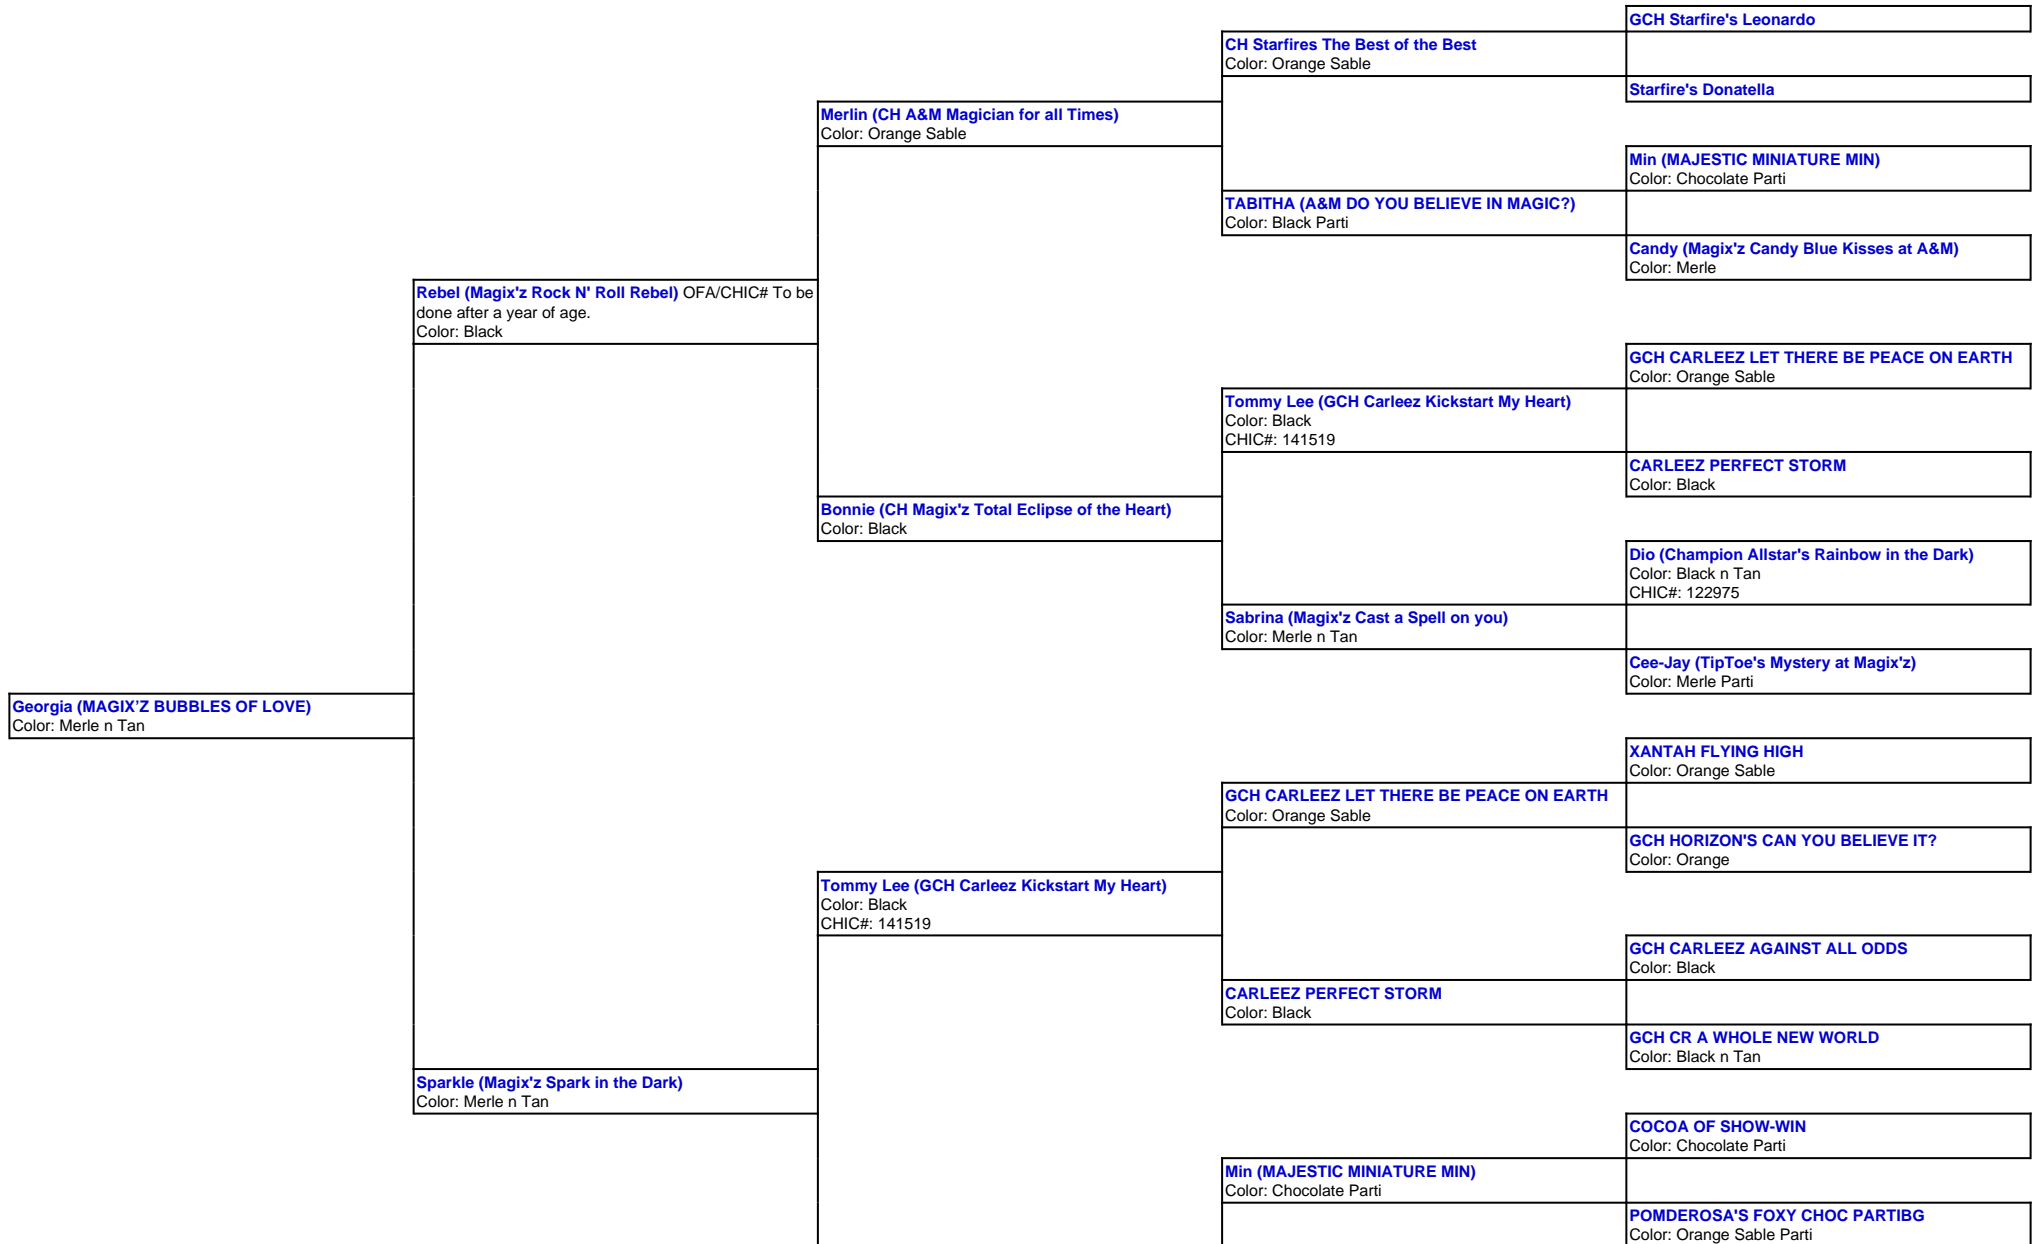 GCH Starfire's Leonardo
CH Starfires The Best of the Best
Color: Orange Sable
Starfire's Donatella
Merlin (CH A&M Magician for all Times)
Color: Orange Sable
Min (MAJESTIC MINIATURE MIN)
Color: Chocolate Parti
TABITHA (A&M DO YOU BELIEVE IN MAGIC?)
Color: Black Parti
Candy (Magix'z Candy Blue Kisses at A&M)
Color: Merle
Rebel (Magix'z Rock N' Roll Rebel) OFA/CHIC# To be
done after a year of age.
Color: Black
GCH CARLEEZ LET THERE BE PEACE ON EARTH
Color: Orange Sable
Tommy Lee (GCH Carleez Kickstart My Heart)
Color: Black
CHIC#: 141519
CARLEEZ PERFECT STORM
Color: Black
Bonnie (CH Magix'z Total Eclipse of the Heart)
Color: Black
Dio (Champion Allstar's Rainbow in the Dark)
Color: Black n Tan
CHIC#: 122975
Sabrina (Magix'z Cast a Spell on you)
Color: Merle n Tan
Cee-Jay (TipToe's Mystery at Magix'z)
Color: Merle Parti
Georgia (MAGIX’Z BUBBLES OF LOVE)
Color: Merle n Tan
XANTAH FLYING HIGH
Color: Orange Sable
GCH CARLEEZ LET THERE BE PEACE ON EARTH
Color: Orange Sable
GCH HORIZON'S CAN YOU BELIEVE IT?
Color: Orange
Tommy Lee (GCH Carleez Kickstart My Heart)
Color: Black
CHIC#: 141519
GCH CARLEEZ AGAINST ALL ODDS
Color: Black
CARLEEZ PERFECT STORM
Color: Black
GCH CR A WHOLE NEW WORLD
Color: Black n Tan
Sparkle (Magix'z Spark in the Dark)
Color: Merle n Tan
COCOA OF SHOW-WIN
Color: Chocolate Parti
Min (MAJESTIC MINIATURE MIN)
Color: Chocolate Parti
POMDEROSA'S FOXY CHOC PARTIBG
Color: Orange Sable Parti